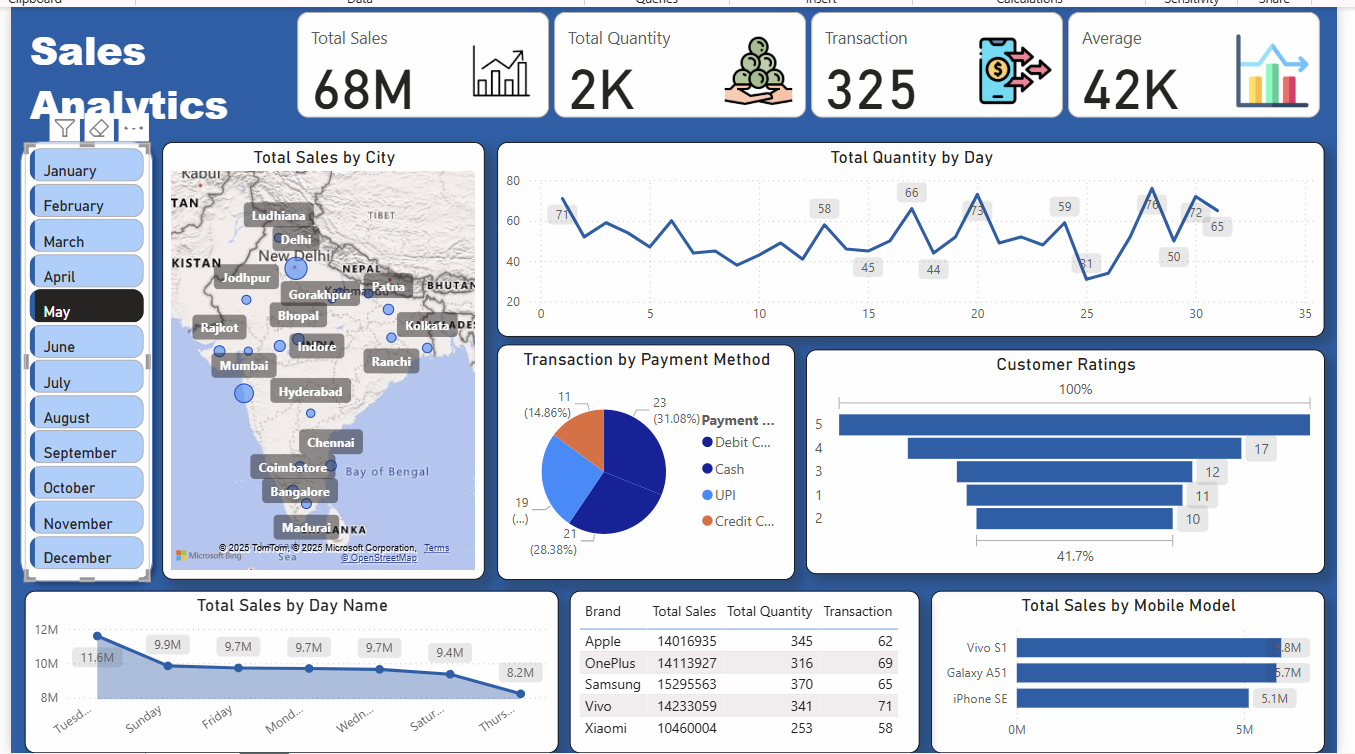 Clipboard
Data
Queries
Insert
Calculations
Sensitivity
Share
Sales
Analytics
Total Sales
68M
Total Quantity
2K
Transaction
325
Average
42K
January
February
March
April
May
June
July
August
September
October
November
December
Total Sales by City
Kabul
TIBET
Ludhiana
Delhi
New Delhi
KISTAN
NEPAL
Jodhpur
Kathmandu
Gorakhpur
Patna
BHUTAN
Bhopal
Rajkot
Kolkata
INDIA
Indore
Mumbai
Ranchi
Hyderabad
Chennai
Coimbatore
Bay of Bengal
Bangalore
Madurai
ANKA
© 2025 TomTom, © 2025 Microsoft Corporation, Terms
Microsoft Bing
Sea
© OpenStreetMap
Total Quantity by Day
80
60
40
20
71
58
45
66
44
73
59
31
76
50
72
65
0 5 10 15 20 25 30 35
Transaction by Payment Method
11
(14.86%)
23
(31.08%)
19
(...)
21
(28.38%)
Payment ...
Debit C...
Cash
UPI
Credit C...
Customer Ratings
100%
5
4 17
3 12
1 11
2 10
41.7%
Total Sales by Day Name
12M
10M
8M
11.6M
9.9M
9.7M
9.7M
9.7M
9.4M
8.2M
Tuesd... Sunday Friday Mond... Wedn... Satur... Thurs...
Brand Total Sales Total Quantity Transaction
Apple 14016935 345 62
OnePlus 14113927 316 69
Samsung 15295563 370 65
Vivo 14233059 341 71
Xiaomi 10460004 253 58
Total Sales by Mobile Model
Vivo S1 .8M
Galaxy A51 5.7M
iPhone SE 5.1M
0M 5M